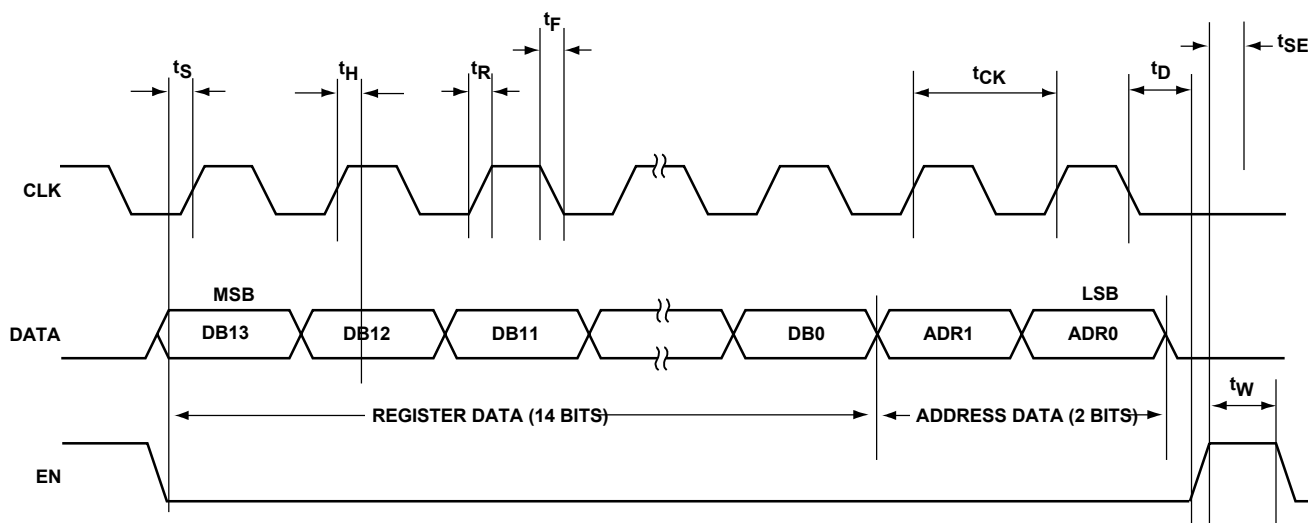 tF
tSE
tS
tH
tR
tCK
tD
CLK
MSB
LSB
DATA
DB13
DB12
DB11
DB0
ADR1
ADR0
tW
REGISTER DATA (14 BITS)
ADDRESS DATA (2 BITS)
EN